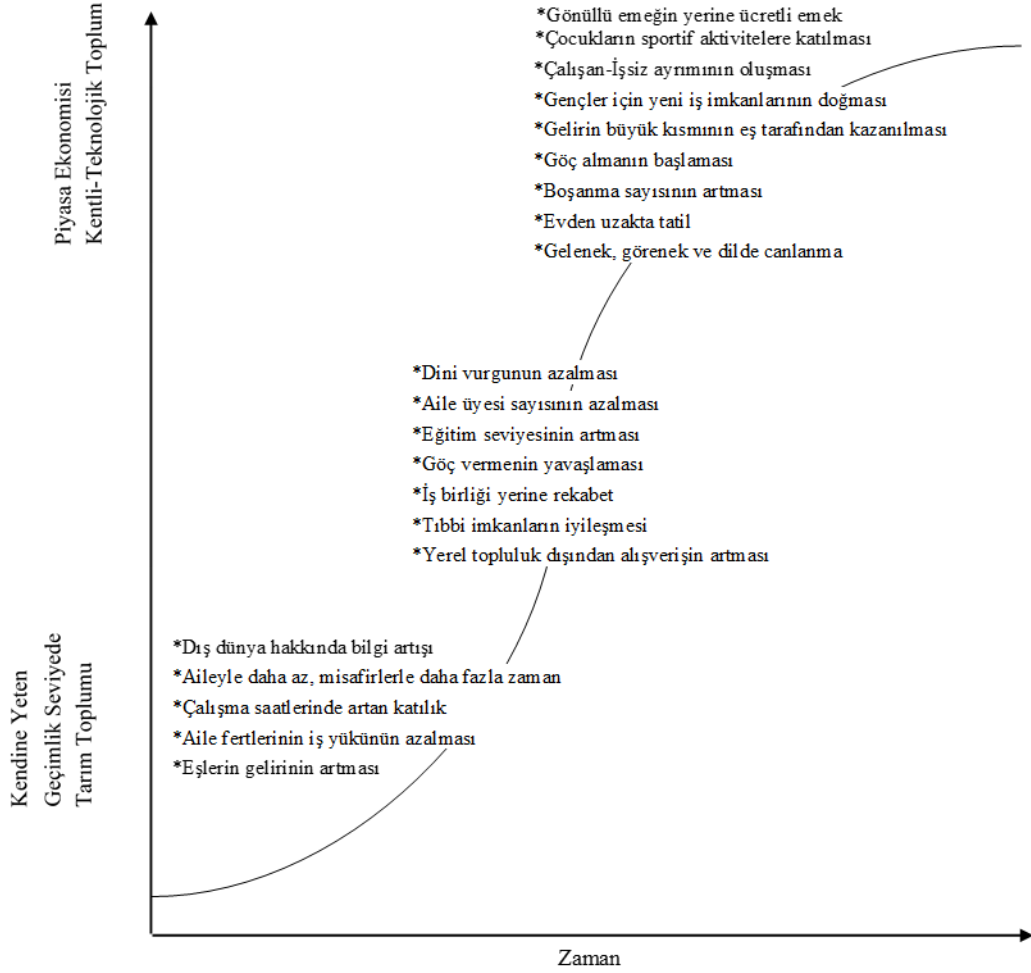 Piyasa Ekonomisi
Kentli-Teknolojik Toplum
*Gönüllü emeğin yerine ücretli emek
*Çocukların sportif aktivitelere katılması
*Çalışan-İşsiz ayrımının oluşması
*Gençler için yeni iş imkanlarının doğması
*Gelirin büyük kısmının eş tarafından kazanılması
*Göç almanın başlaması
*Boşanma sayısının artması
*Evden uzakta tatil
*Gelenek, görenek ve dilde canlanma
*Dini vurgunun azalması
*Aile üyesi sayısının azalması
*Eğitim seviyesinin artması
*Göç vermenin yavaşlaması
*İş birliği yerine rekabet
*Tıbbi imkanların iyileşmesi
*Yerel topluluk dışından alışverişin artması
Kendine Yeten
Geçimlik Seviyede
Tarım Toplumu
*Dış dünya hakkında bilgi artışı
*Aileyle daha az, misafirlerle daha fazla zaman
*Çalışma saatlerinde artan katılık
*Aile fertlerinin iş yükünün azalması
*Eşlerin gelirinin artması
Zaman